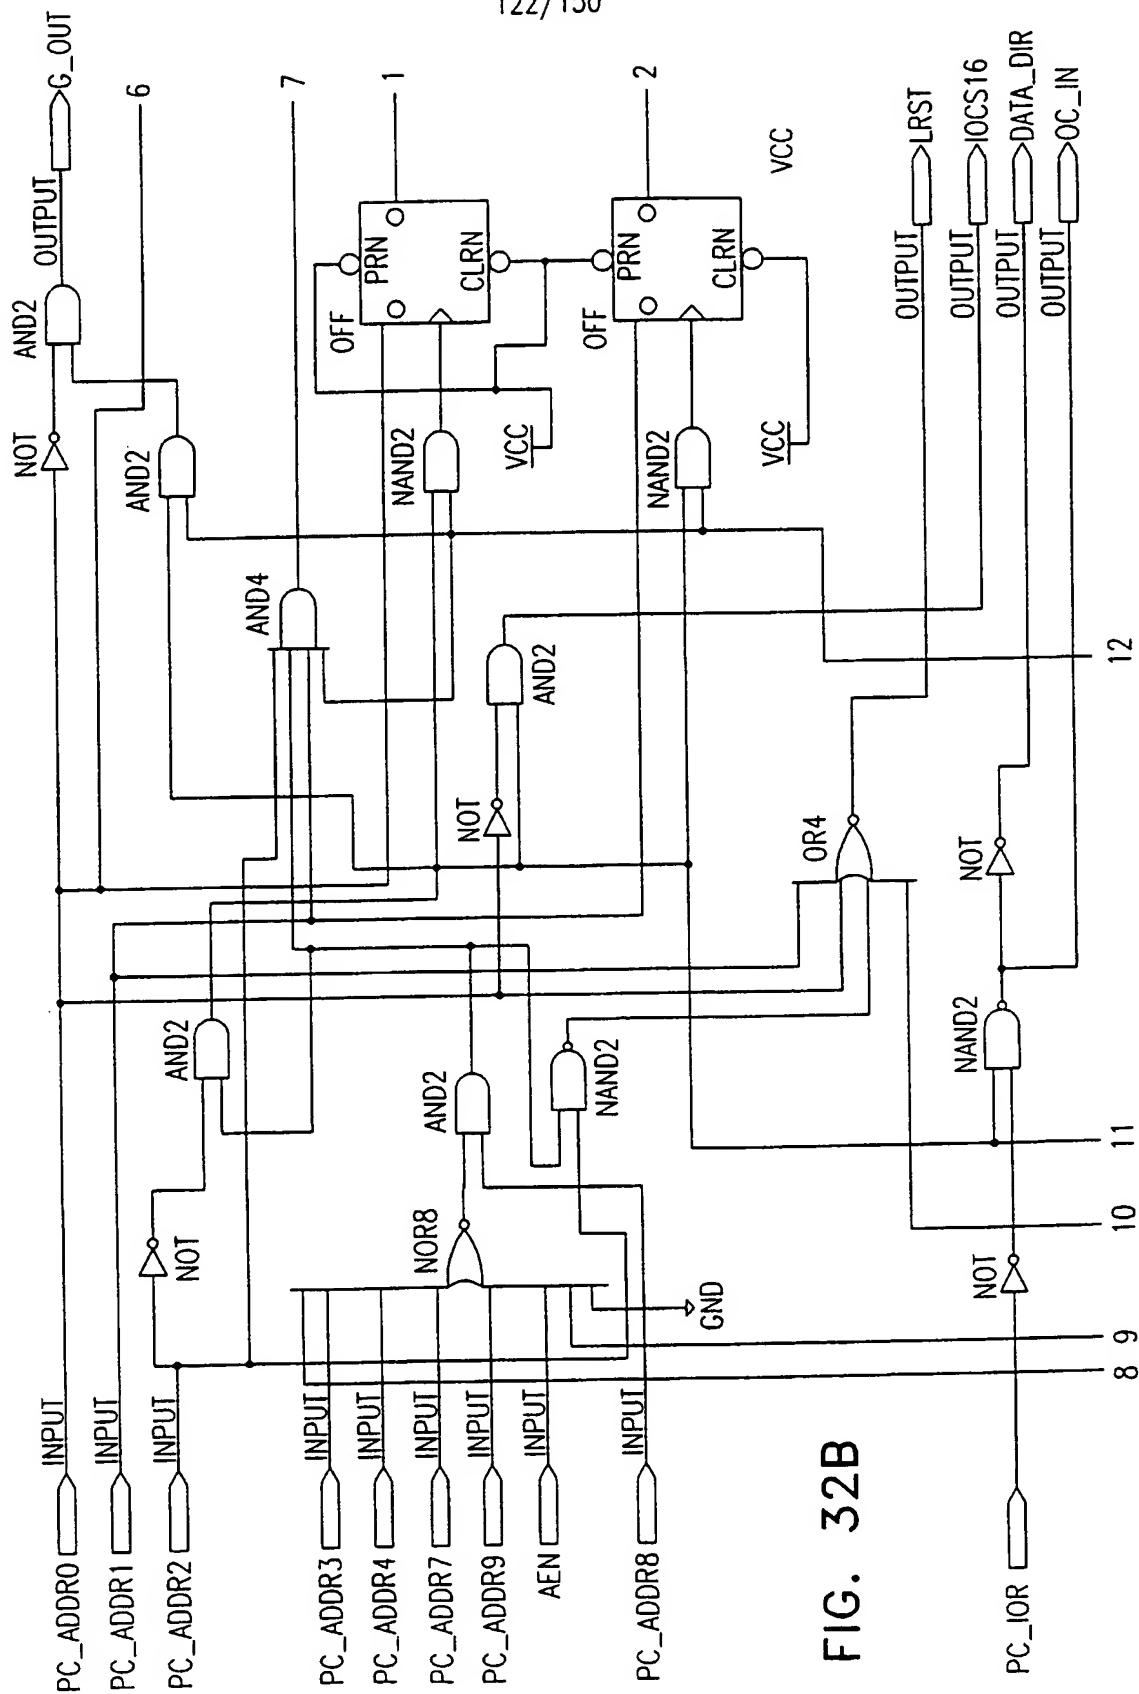 122/150
PC_ADDR0 INPUT
PC_ADDR1 INPUT
PC_ADDR2 INPUT
PC_ADDR3 INPUT
PC_ADDR4 INPUT
PC_ADDR7 INPUT
PC_ADDR9 INPUT
AEN INPUT
PC_ADDR8 INPUT
PC_IOR
NOT
AND2
NOR8
GND
AND2
NAND2
NOT
NAND2
NOT
OR4
NOT
AND2
AND4
NOT
AND2
AND2
NAND2
NAND2
VCC
VCC
OFF
PRN
CLRN
OFF
PRN
CLRN
VCC
OUTPUT G_OUT
6
7
1
2
OUTPUT LRST
OUTPUT IOCS16
OUTPUT DATA_DIR
OUTPUT OC_IN
8
9
10
11
12
FIG. 32B